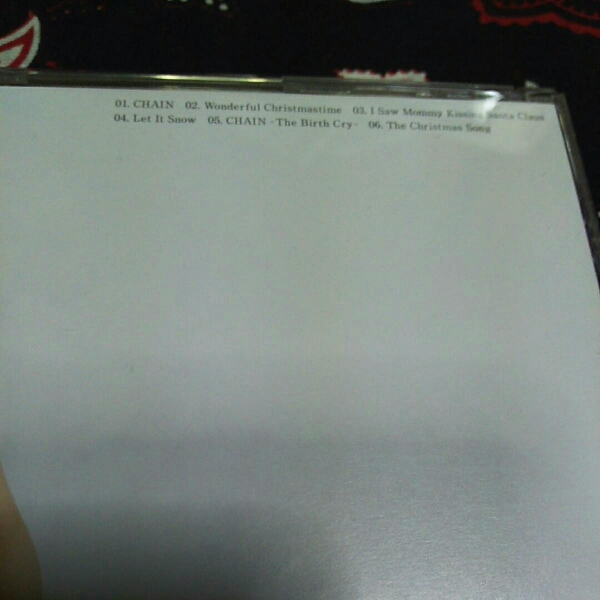 01. CHAIN 02. Wonderful Christmastime 03. I Saw Mommy Kissing Santa Claus
04. Let It Snow 05. CHAIN -The Birth Cry- 06. The Christmas Song